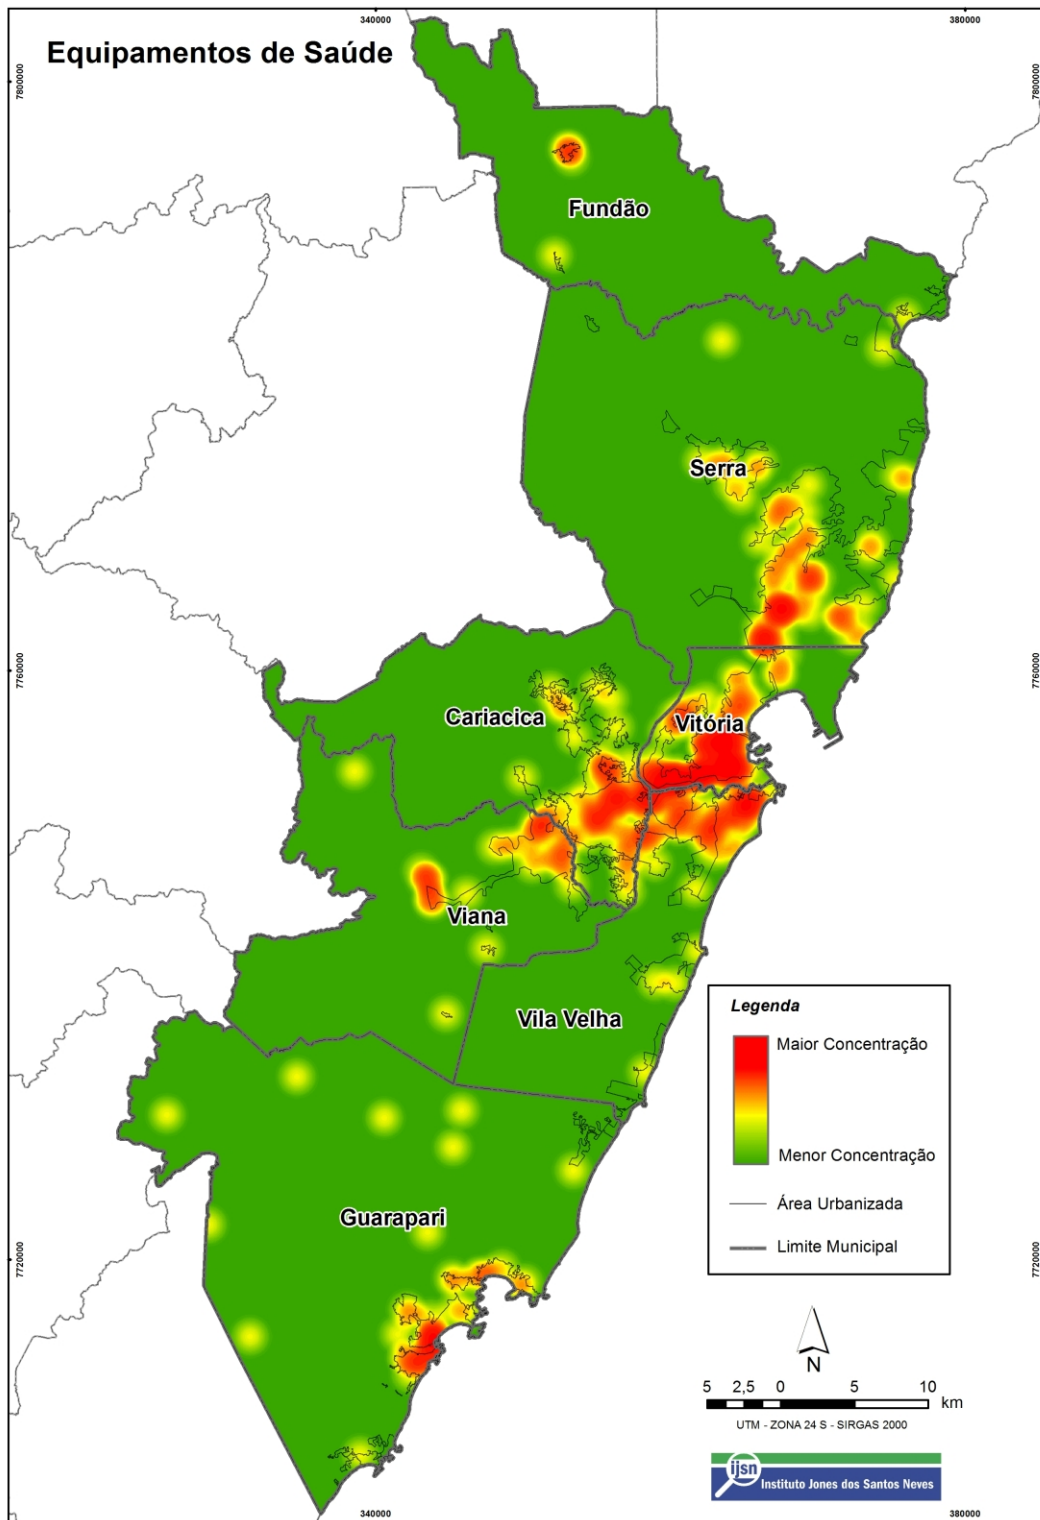 340000
380000
Equipamentos de Saúde
7800000
7800000
Fundão
Serra
7760000
7760000
Cariacica
Vitória
Viana
Vila Velha
Legenda
Maior Concentração
Menor Concentração
Área Urbanizada
Limite Municipal
Guarapari
7720000
7720000
N
5 2,5 0 5 10 km
UTM - ZONA 24 S - SIRGAS 2000
ijsn Instituto Jones dos Santos Neves
340000
380000